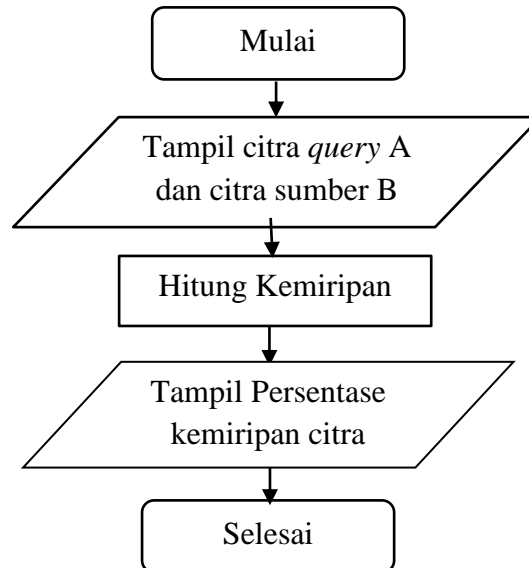 Mulai
Tampil citra query A
dan citra sumber B
Hitung Kemiripan
Tampil Persentase
kemiripan citra
Selesai